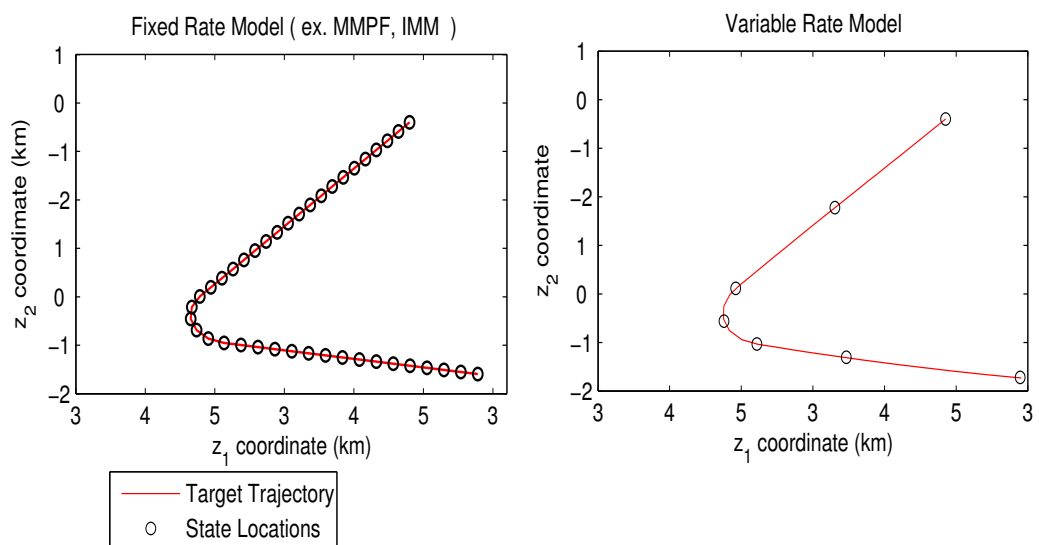 Fixed Rate Model ( ex. MMPF, IMM )
1
0
−1
−2
1
0
−1
−2
z2 coordinate (km)
3 4 5 3 4 5 3
z1 coordinate (km)
Target Trajectory
State Locations
Variable Rate Model
1
0
−1
−2
1
0
−1
−2
z2 coordinate
3 4 5 3 4 5 3
z1 coordinate (km)